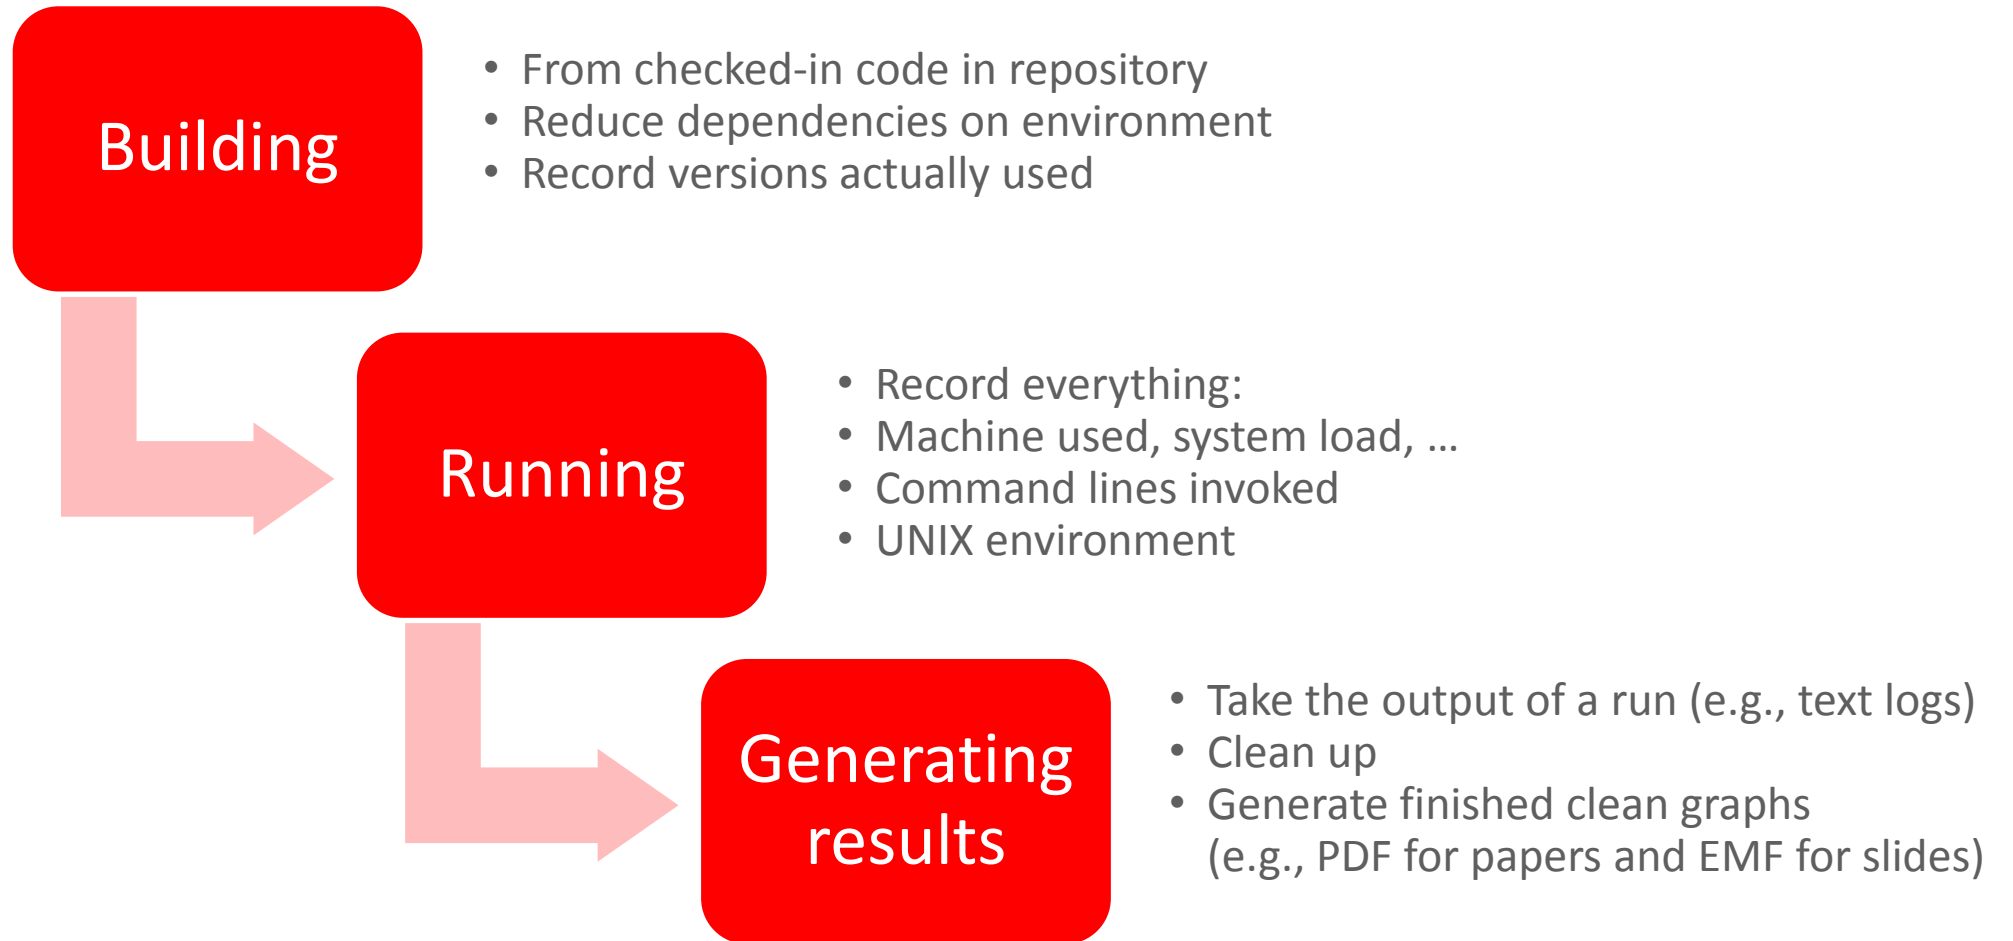 Building
• From checked-in code in repository
• Reduce dependencies on environment
• Record versions actually used
Running
• Record everything:
• Machine used, system load, …
• Command lines invoked
• UNIX environment
Generating
results
• Take the output of a run (e.g., text logs)
• Clean up
• Generate finished clean graphs
(e.g., PDF for papers and EMF for slides)